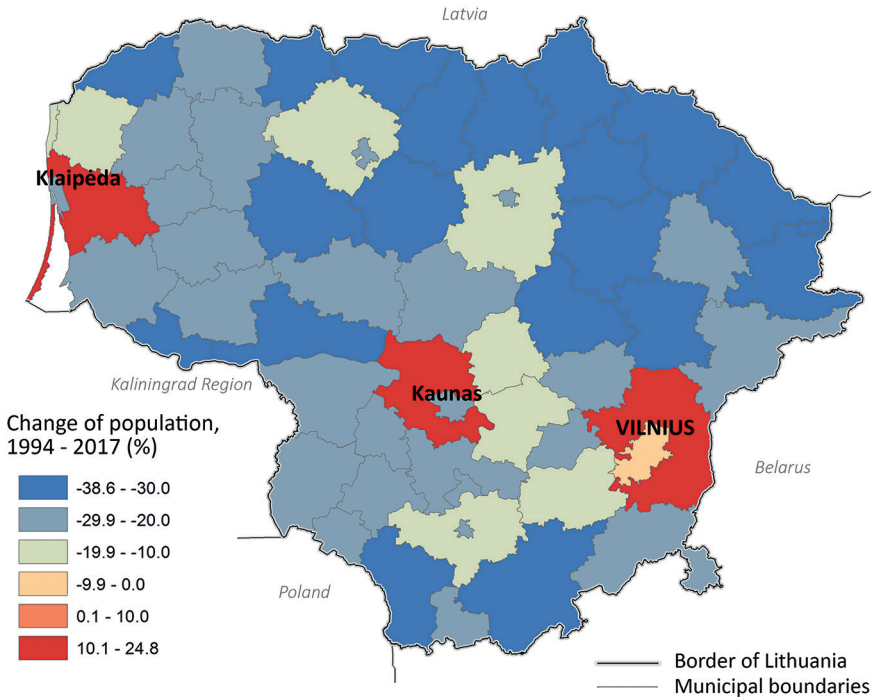 Latvia
Klaipėda
Kaliningrad Region
Kaunas
VILNIUS
Belarus
Poland
Change of population,
1994 - 2017 (%)
-38.6 - -30.0
-29.9 - -20.0
-19.9 - -10.0
-9.9 - 0.0
0.1 - 10.0
10.1 - 24.8
Border of Lithuania
Municipal boundaries